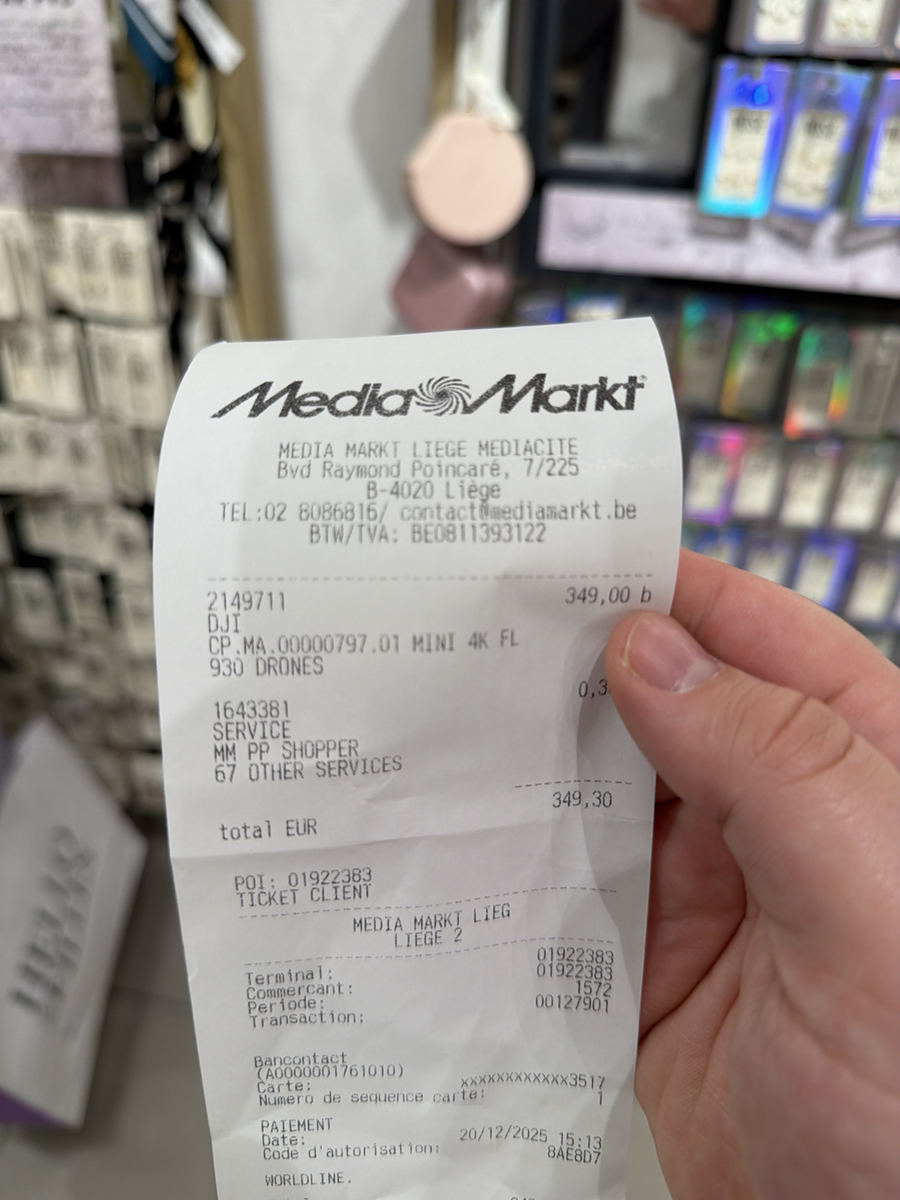 Media Markt
MEDIA MARKT LIEGE MEDIACITE
Bvd Raymond Poincaré, 7/225
B-4020 Liège
TEL:02 8086816/ contact@mediamarkt.be
BTW/TVA: BE0811393122
2149711 349,00 b
DJI
CP.MA.00000797.01 MINI 4K FL
930 DRONES
1643381
SERVICE
MM PP SHOPPER
67 OTHER SERVICES
349,30
total EUR
POI: 01922383
TICKET CLIENT
MEDIA MARKT LIEG
LIEGE 2
Terminal: 01922383
Commercant: 01922383
Periode: 1572
Transaction: 00127901
Bancontact
(A0000001761010)
Carte: xxxxxxxxxxxx3517
Numero de sequence carte: 1
PAIEMENT
Date: 20/12/2025 15:13
Code d'autorisation: 8AE8D7
WORLDLINE.